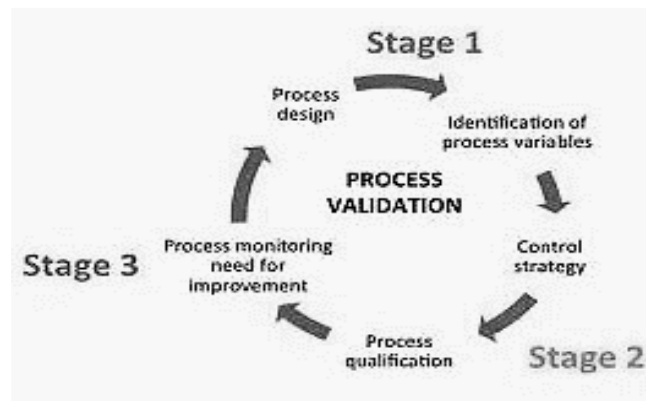 Stage 1
Process
design
Identification of
process variables
PROCESS
VALIDATION
Control
strategy
Stage 2
Process
qualification
Process monitoring
need for
improvement
Stage 3